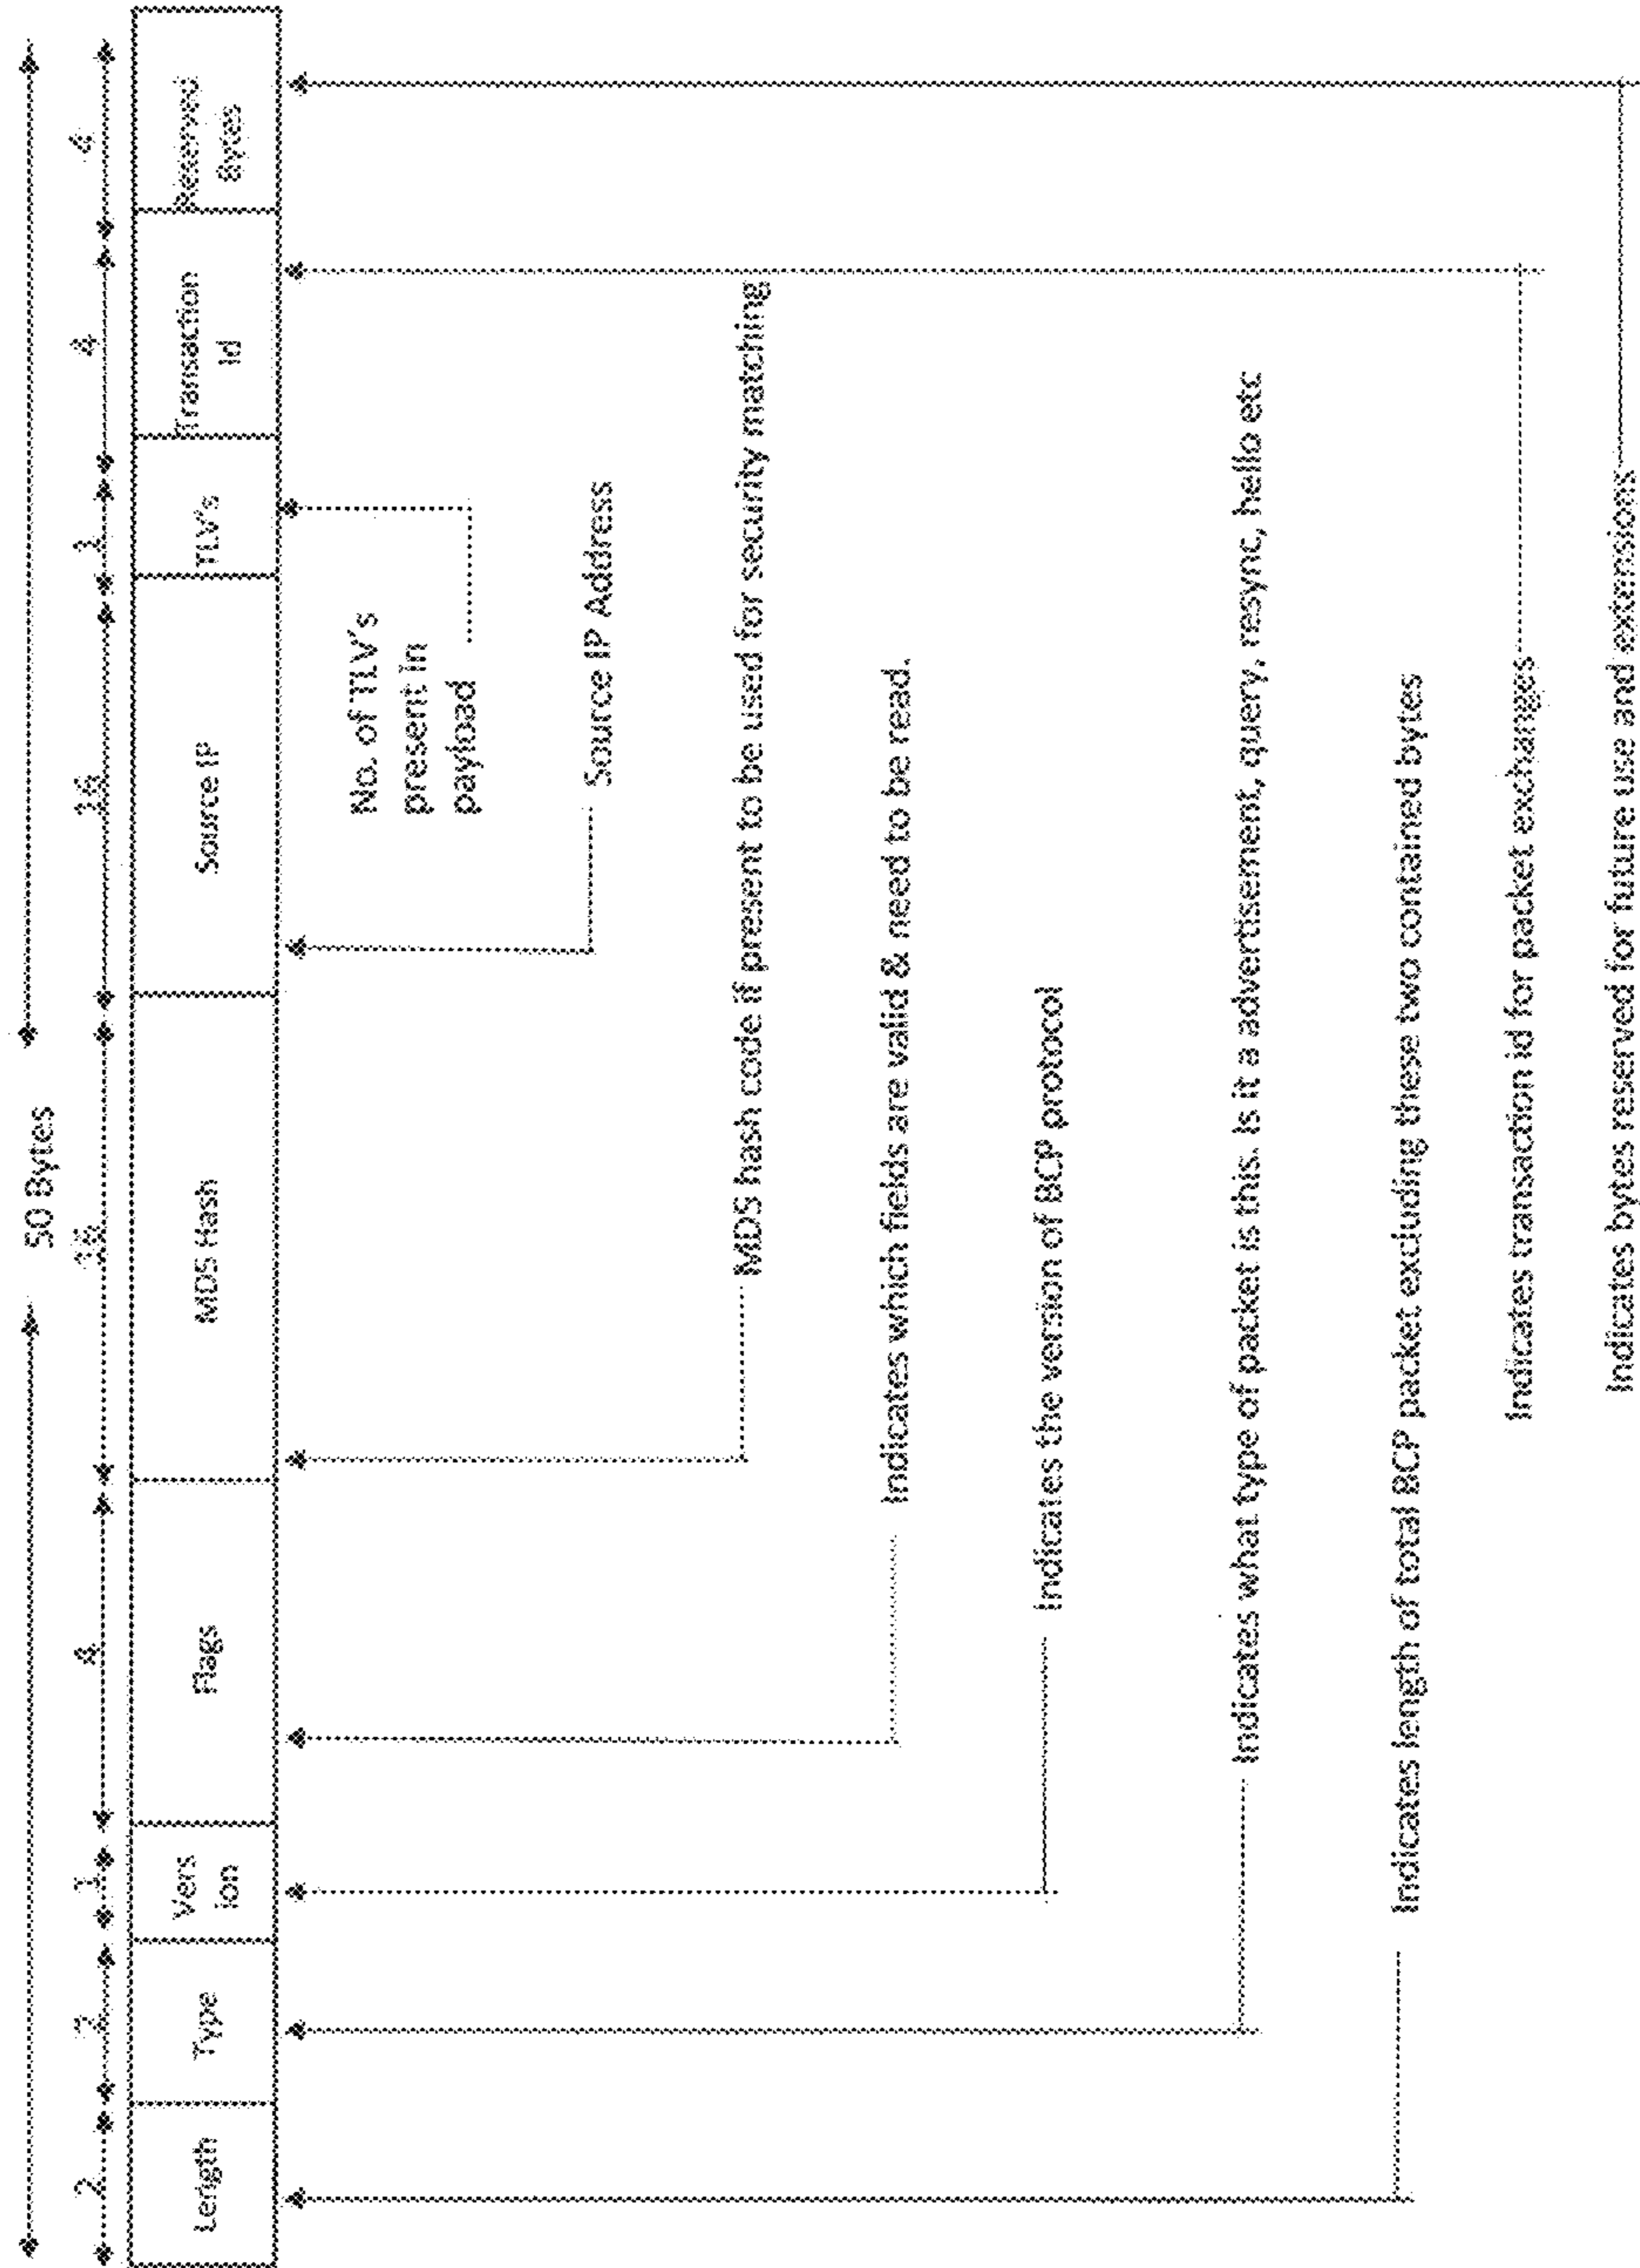 50 Bytes
2
2
1
4
16
16
1
4
4
Length
Type
Vers
ion
Flags
MD5 Hash
Source IP
TLV's
Transaction
Id
Reserved
Bytes
No. of TLV's
present in
payload
Source IP Address
MD5 hash code if present to be used for security matching
Indicates which fields are valid & need to be read.
Indicates the version of BCP protocol
Indicates what type of packet is this. Is it a advertisement, query, resync, hello etc
Indicates length of total BCP packet excluding these two contained bytes
Indicates transaction id for packet exchanges
Indicates bytes reserved for future use and extensions